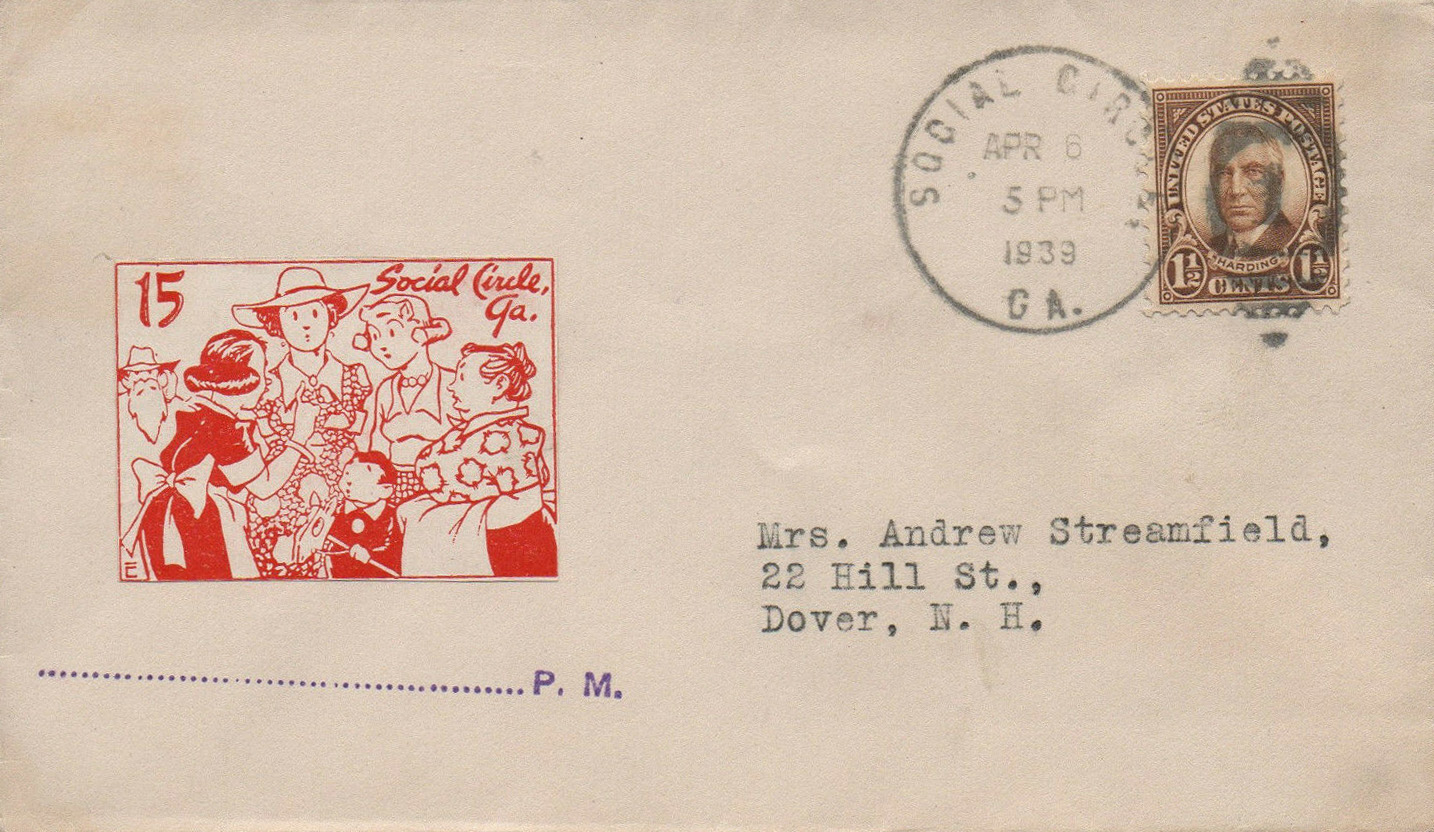 SOCIAL CIRC
APR 6
5 PM
1939
GA.
UNITED STATES POSTAGE
HARDING
1½ 1½
CENTS
15
Social Circle,
Ga.
E
Mrs. Andrew Streamfield,
22 Hill St.,
Dover, N. H.
P. M.